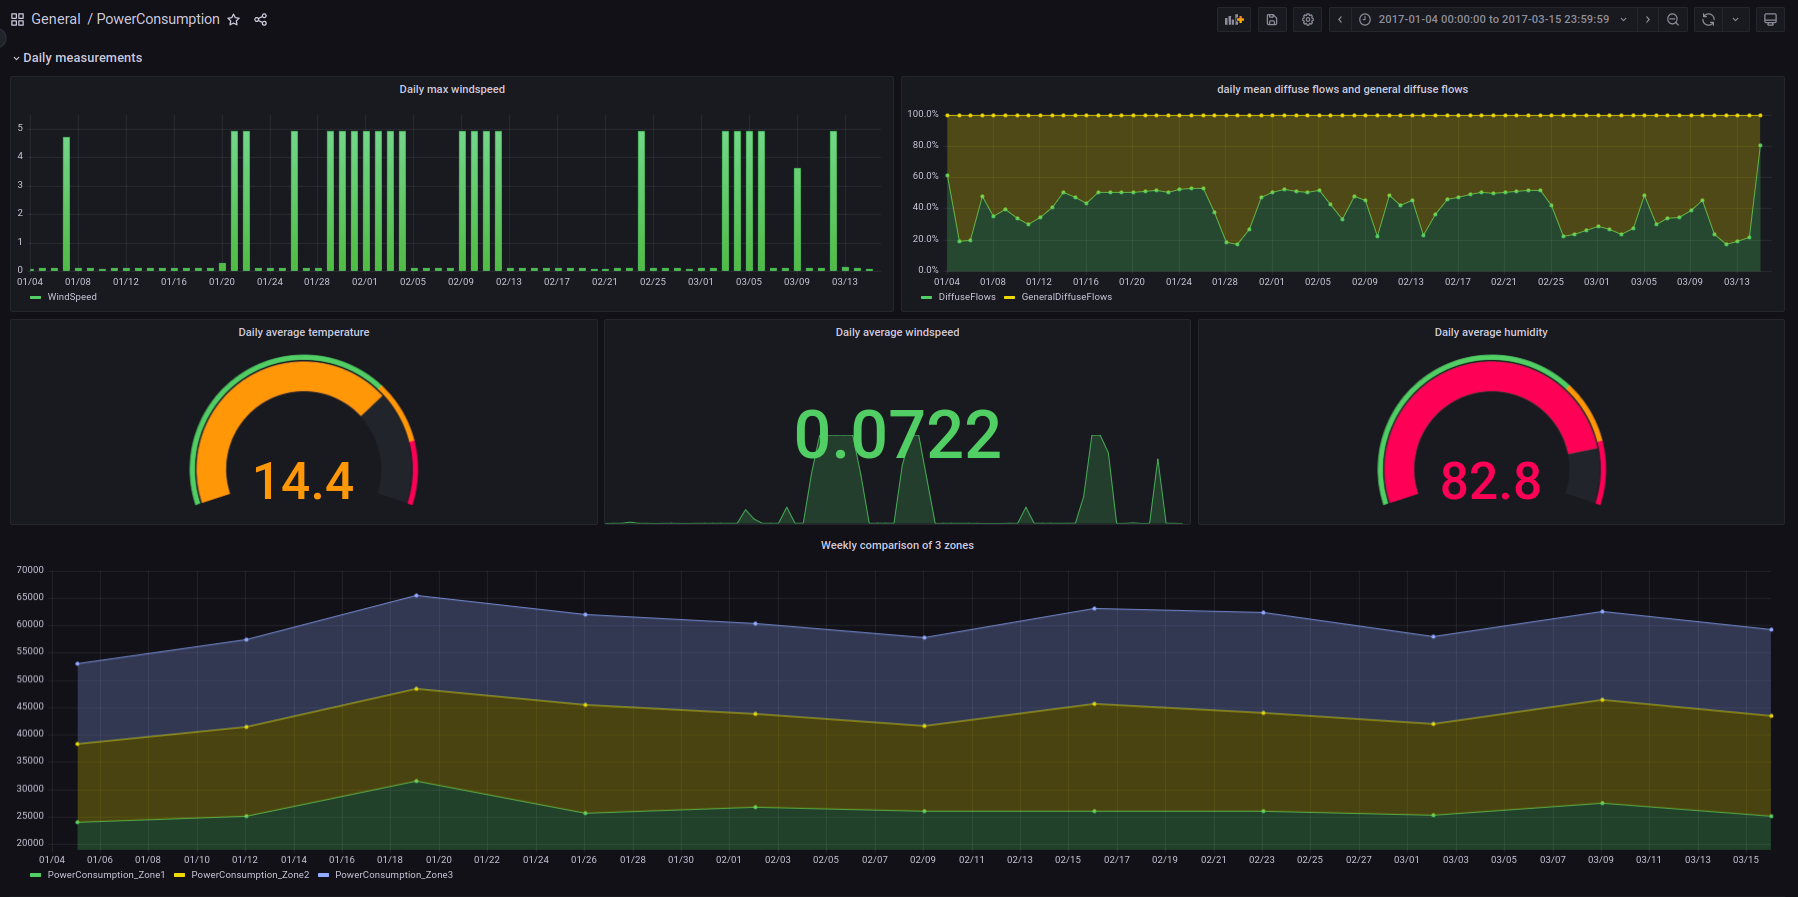 General / PowerConsumption
2017-01-04 00:00:00 to 2017-03-15 23:59:59
Daily measurements
Daily max windspeed
5
4
3
2
1
0
01/04 01/08 01/12 01/16 01/20 01/24 01/28 02/01 02/05 02/09 02/13 02/17 02/21 02/25 03/01 03/05 03/09 03/13
WindSpeed
daily mean diffuse flows and general diffuse flows
100.0%
80.0%
60.0%
40.0%
20.0%
0.0%
01/04 01/08 01/12 01/16 01/20 01/24 01/28 02/01 02/05 02/09 02/13 02/17 02/21 02/25 03/01 03/05 03/09 03/13
DiffuseFlows GeneralDiffuseFlows
Daily average temperature
14.4
Daily average windspeed
0.0722
Daily average humidity
82.8
Weekly comparison of 3 zones
70000
65000
60000
55000
50000
45000
40000
35000
30000
25000
20000
01/04 01/06 01/08 01/10 01/12 01/14 01/16 01/18 01/20 01/22 01/24 01/26 01/28 01/30 02/01 02/03 02/05 02/07 02/09 02/11 02/13 02/15 02/17 02/19 02/21 02/23 02/25 02/27 03/01 03/03 03/05 03/07 03/09 03/11 03/13 03/15
PowerConsumption_Zone1 PowerConsumption_Zone2 PowerConsumption_Zone3